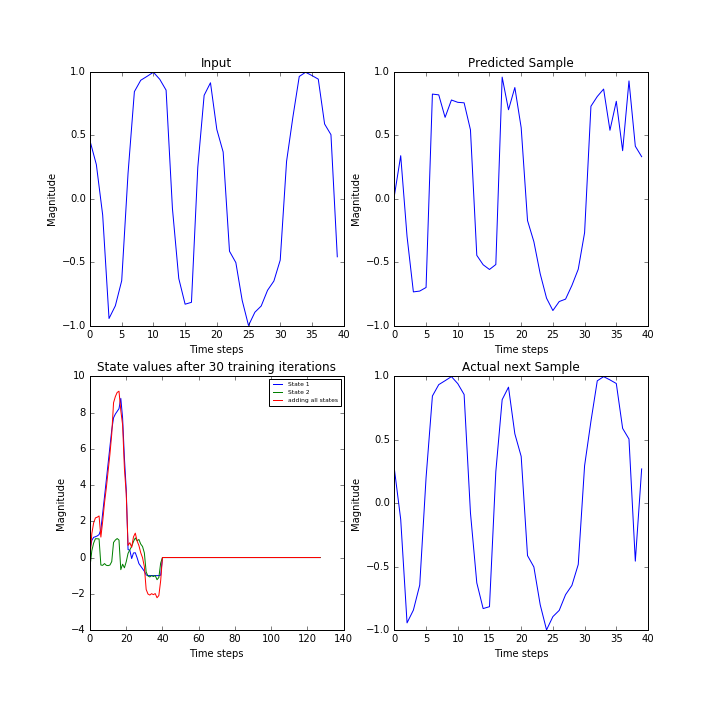 Input
Magnitude
1.0
0.5
0.0
−0.5
−1.0
0 5 10 15 20 25 30 35 40
Time steps
Predicted Sample
Magnitude
1.0
0.5
0.0
−0.5
−1.0
0 5 10 15 20 25 30 35 40
Time steps
State values after 30 training iterations
Magnitude
10
8
6
4
2
0
−2
−4
0 20 40 60 80 100 120 140
Time steps
State 1
State 2
adding all states
Actual next Sample
Magnitude
1.0
0.5
0.0
−0.5
−1.0
0 5 10 15 20 25 30 35 40
Time steps